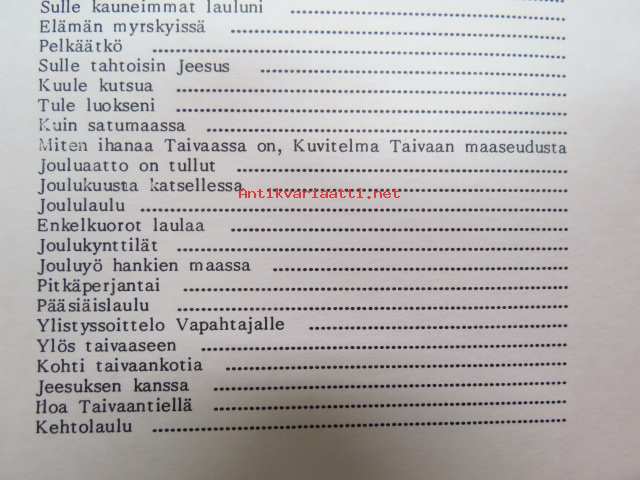 Sulle kauneimmat lauluni
Elämän myrskyissä
Pelkäätkö
Sulle tahtoisin Jeesus
Kuule kutsua
Tule luokseni
Kuin satumaassa
Miten ihanaa Taivaassa on, Kuvitelma Taivaan maaseudusta
Jouluaatto on tullut
Joulukuusta katsellessa
Antikvariaatti.net
Joululaulu
Enkelkuorot laulaa
Joulukynttilät
Jouluyö hankien maassa
Pitkäperjantai
Pääsiäislaulu
Ylistyssoittelo Vapahtajalle
Ylös taivaaseen
Kohti taivaankotia
Jeesuksen kanssa
Iloa Taivaantiellä
Kehtolaulu